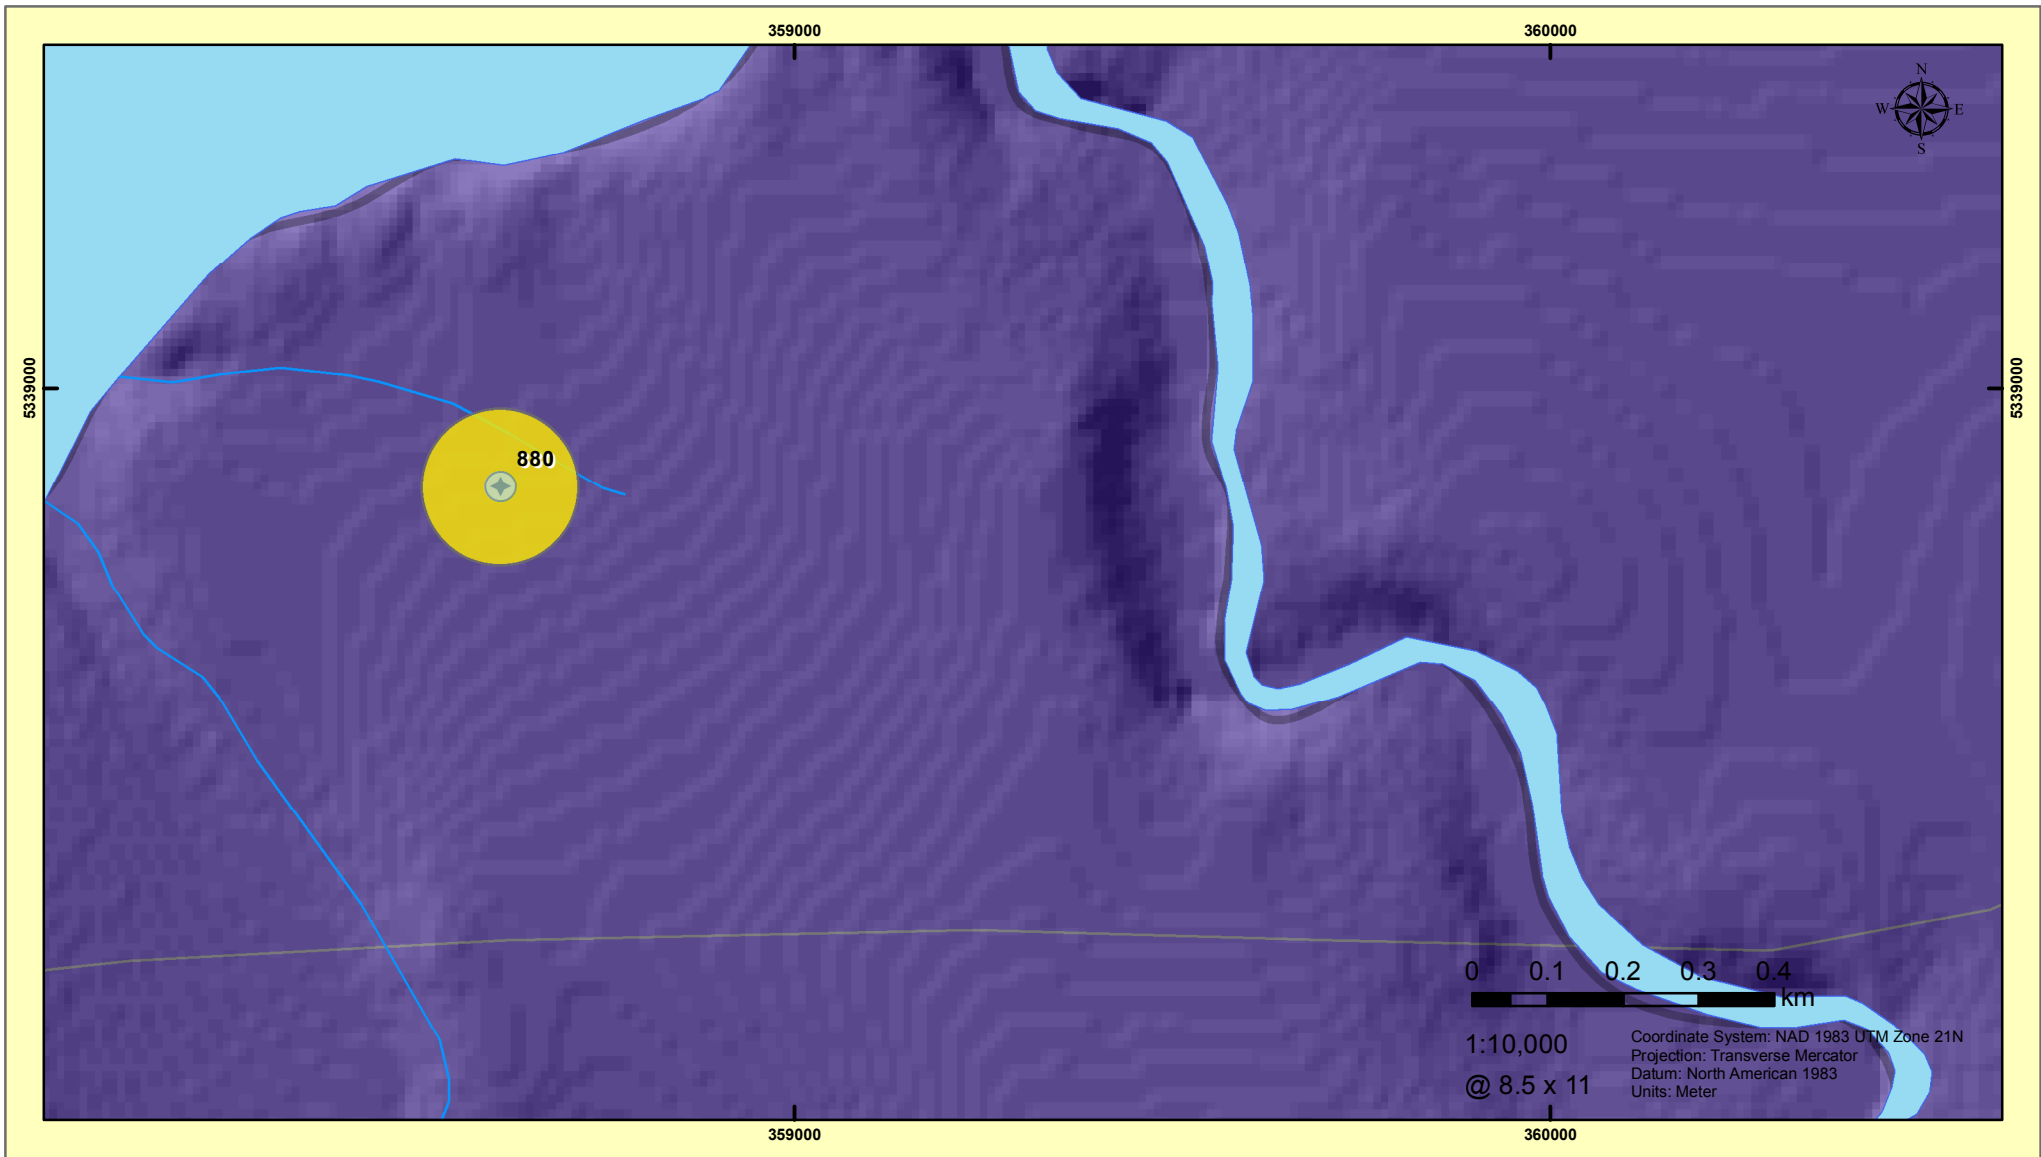 359000
360000
N
W E
S
5339000
5339000
880
0 0.1 0.2 0.3 0.4
km
1:10,000
@ 8.5 x 11
Coordinate System: NAD 1983 UTM Zone 21N
Projection: Transverse Mercator
Datum: North American 1983
Units: Meter
359000
360000